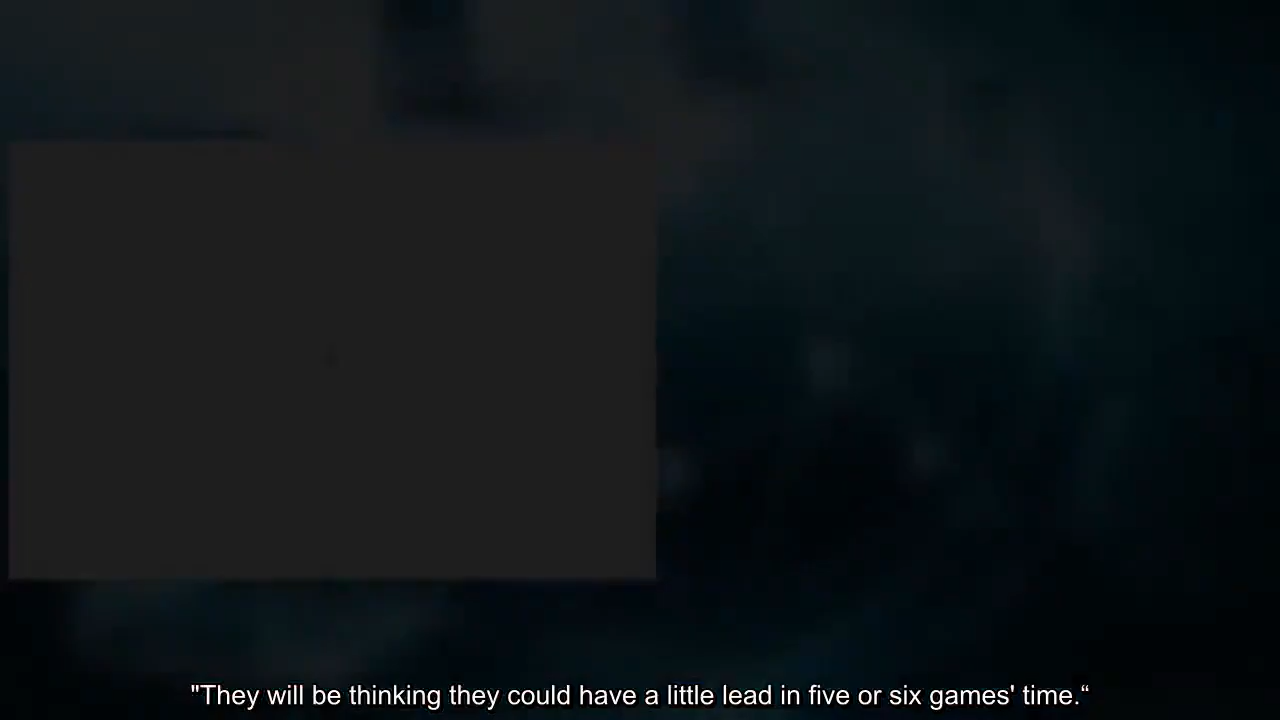 "They will be thinking they could have a little lead in five or six games' time.“